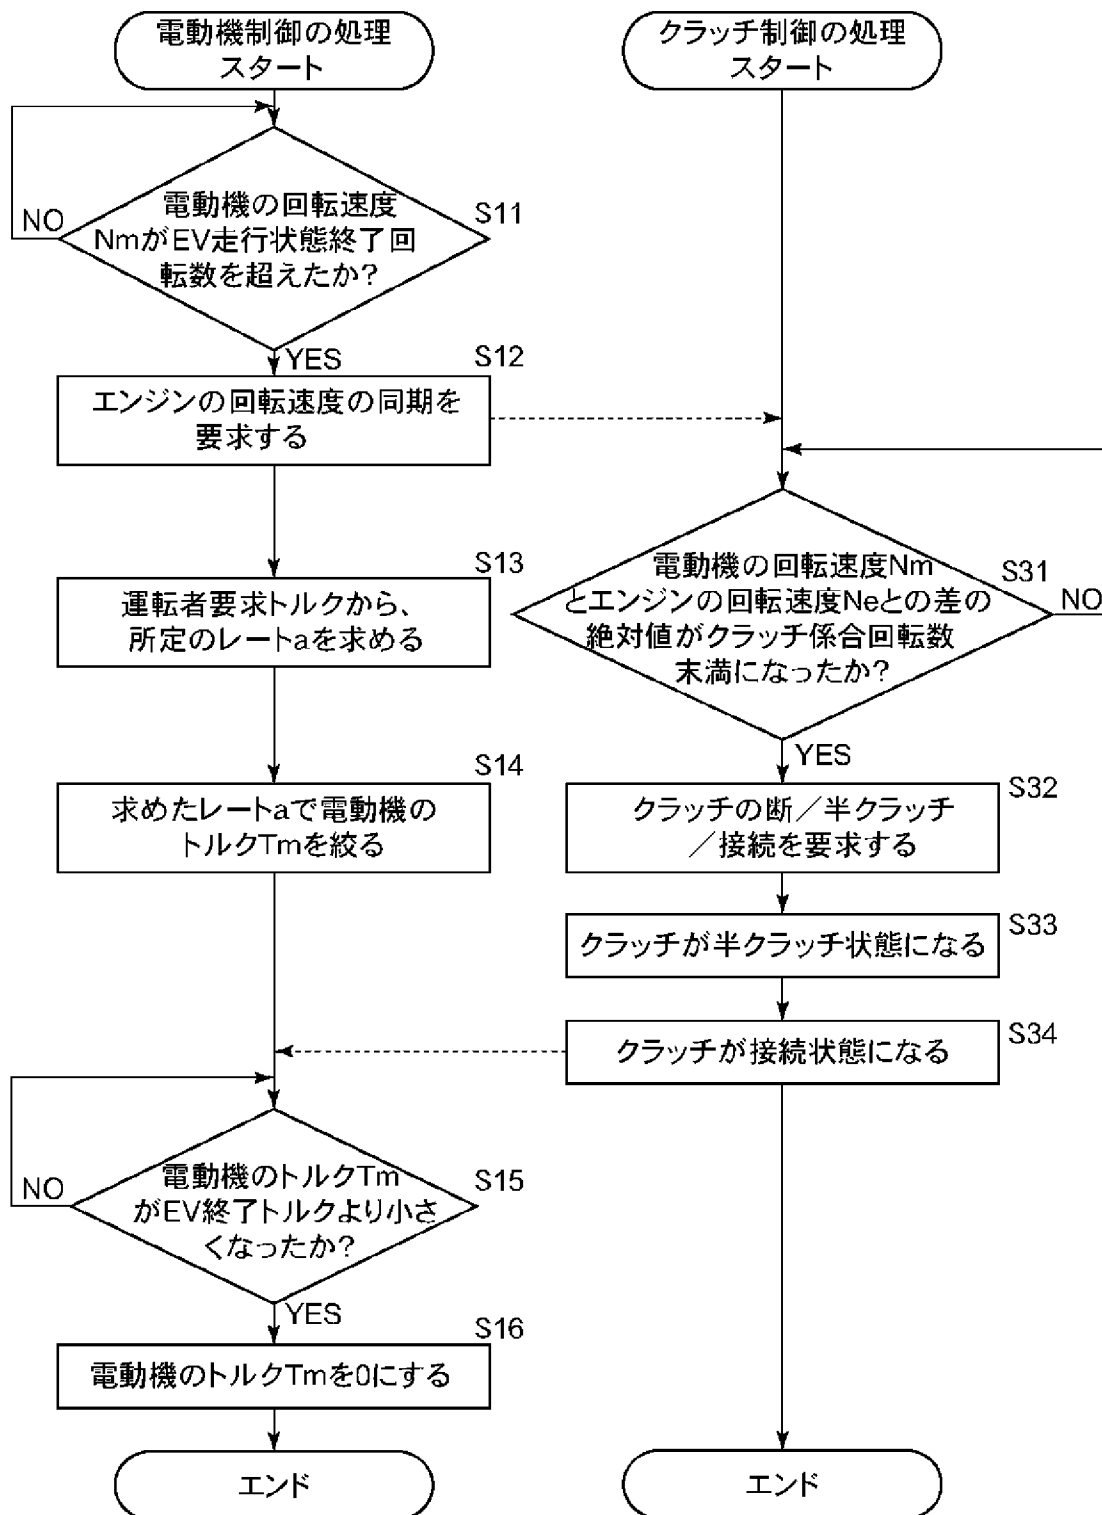 電動機制御の処理
スタート
電動機の回転速度
NmがEV走行状態終了回
転数を超えたか?
S11
NO
YES
S12
エンジンの回転速度の同期を
要求する
S13
運転者要求トルクから、
所定のレートaを求める
S14
求めたレートaで電動機の
トルクTmを絞る
電動機のトルクTm
がEV終了トルクより小さ
くなったか?
S15
NO
YES
S16
電動機のトルクTmを0にする
エンド
クラッチ制御の処理
スタート
電動機の回転速度Nm
とエンジンの回転速度Neとの差の
絶対値がクラッチ係合回転数
末満になったか?
S31
NO
YES
S32
クラッチの断/半クラッチ
/接続を要求する
S33
クラッチが半クラッチ状態になる
S34
クラッチが接続状態になる
エンド